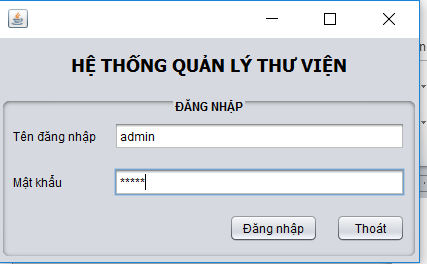 HỆ THỐNG QUẢN LÝ THƯ VIỆN
ĐĂNG NHẬP
Tên đăng nhập admin
Mật khẩu *****
Đăng nhập Thoát